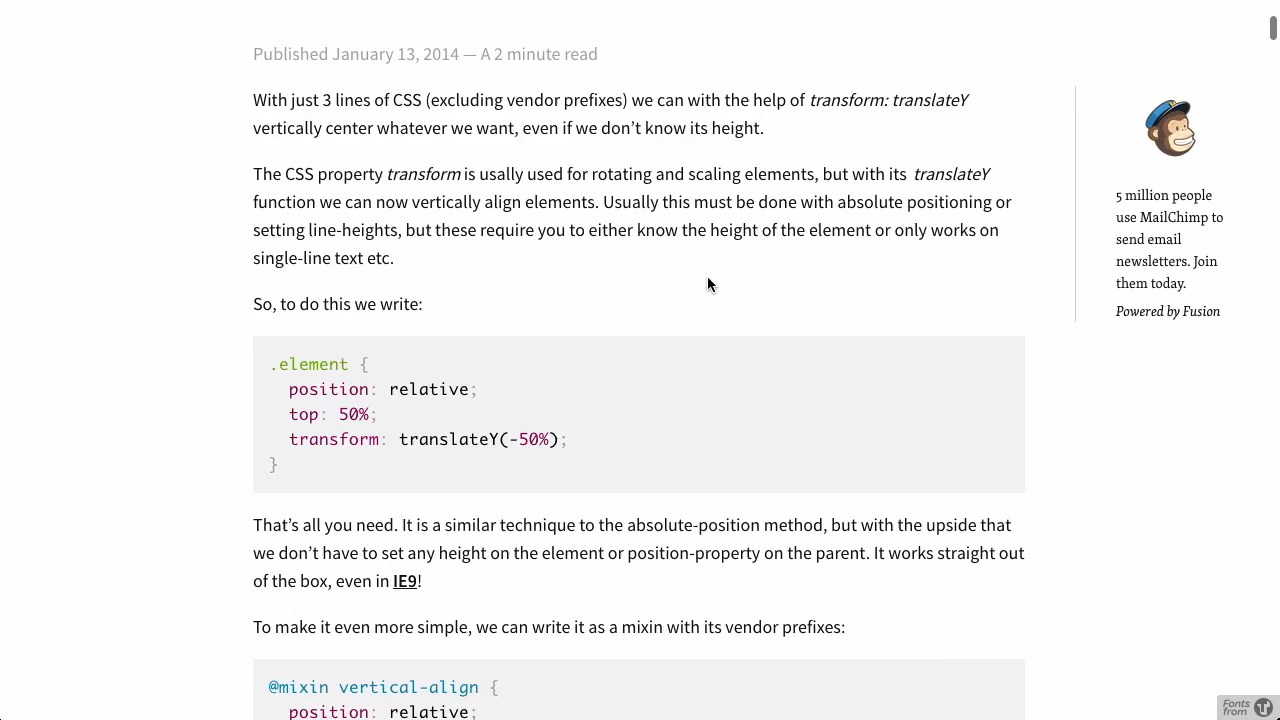 Published January 13, 2014 — A 2 minute read
With just 3 lines of CSS (excluding vendor prefixes) we can with the help of transform: translateY
vertically center whatever we want, even if we don’t know its height.
The CSS property transform is usally used for rotating and scaling elements, but with its translateY
function we can now vertically align elements. Usually this must be done with absolute positioning or
setting line-heights, but these require you to either know the height of the element or only works on
single-line text etc.
So, to do this we write:
.element {
  position: relative;
  top: 50%;
  transform: translateY(-50%);
}
That’s all you need. It is a similar technique to the absolute-position method, but with the upside that
we don’t have to set any height on the element or position-property on the parent. It works straight out
of the box, even in IE9!
To make it even more simple, we can write it as a mixin with its vendor prefixes:
@mixin vertical-align {
  position: relative;
5 million people
use MailChimp to
send email
newsletters. Join
them today.
Powered by Fusion
Fonts
from